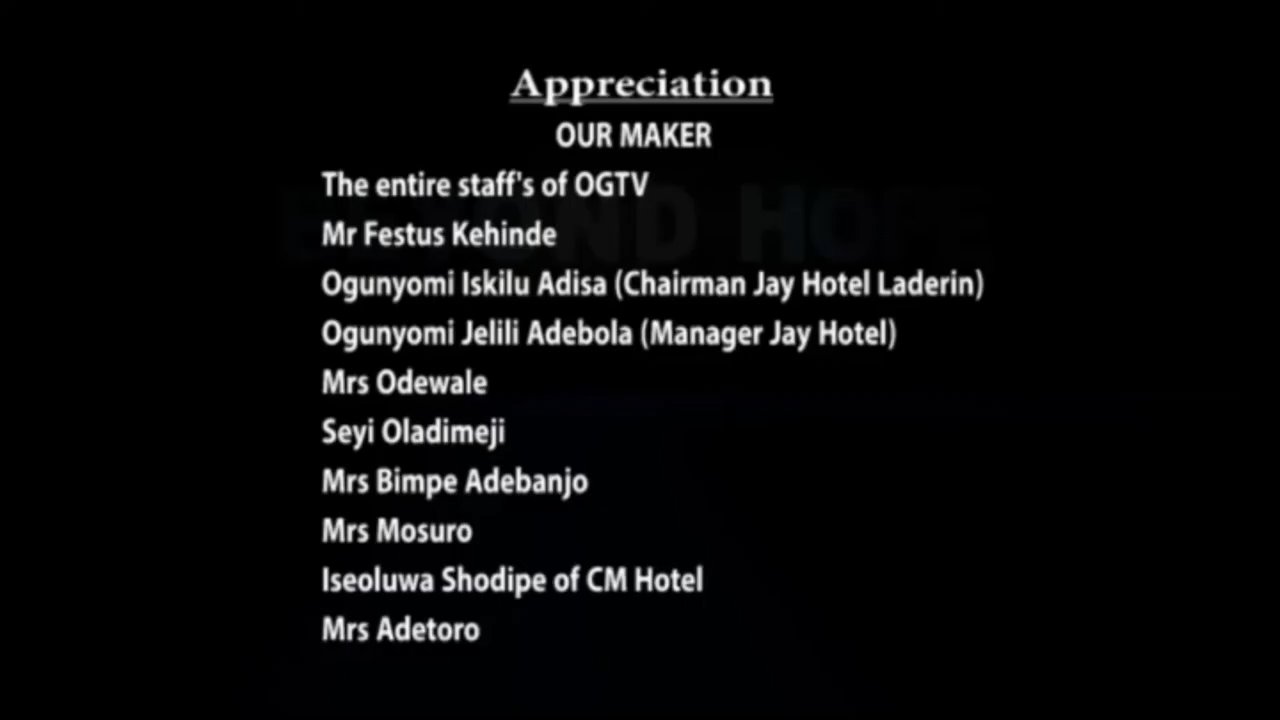 Appreciation
OUR MAKER
The entire staff's of OGTV
BEYOND HOPE
Mr Festus Kehinde
Ogunyomi Iskilu Adisa (Chairman Jay Hotel Laderin)
Ogunyomi Jelili Adebola (Manager Jay Hotel)
Mrs Odewale
Seyi Oladimeji
Mrs Bimpe Adebanjo
Mrs Mosuro
Iseoluwa Shodipe of CM Hotel
Mrs Adetoro